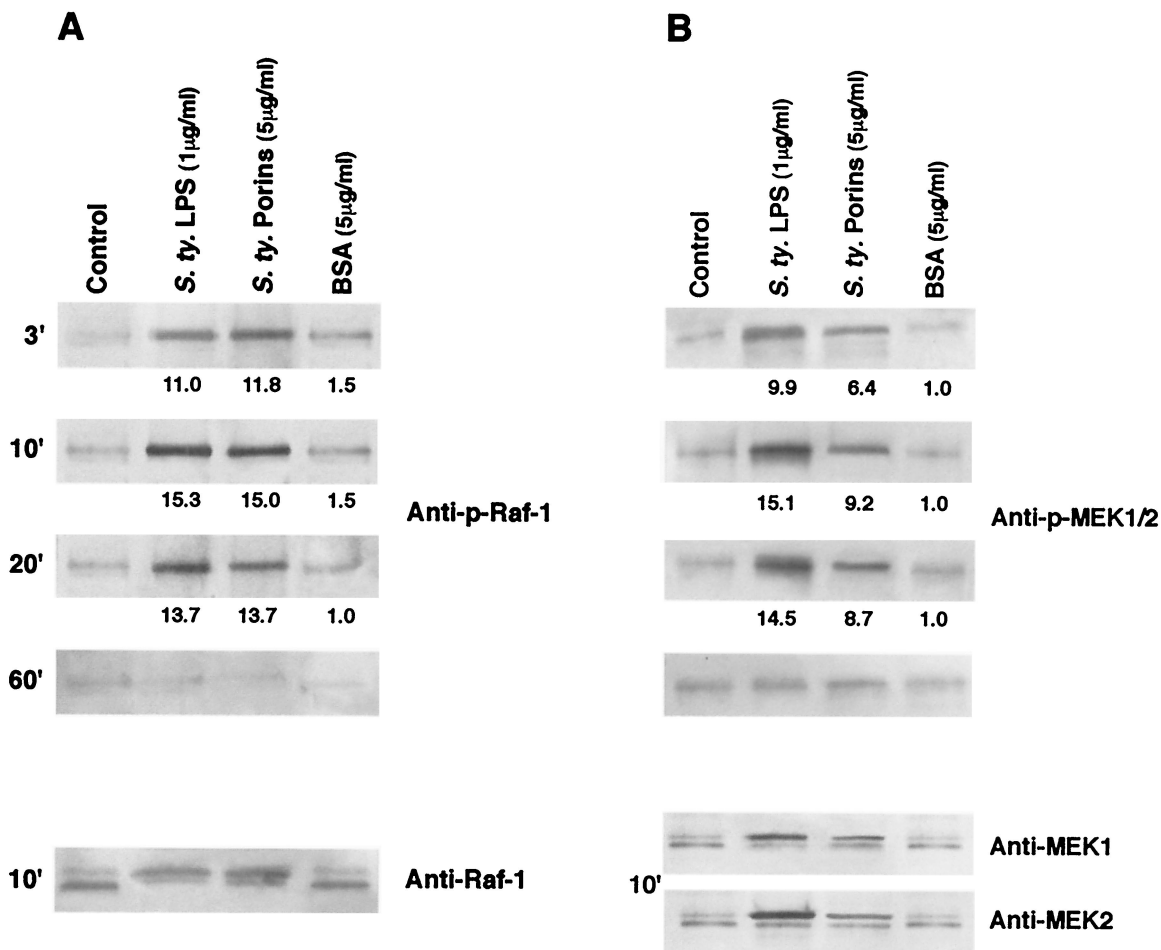 A
Control
S. ty. LPS (1µg/ml)
S. ty. Porins (5µg/ml)
BSA (5µg/ml)
3'
11.0 11.8 1.5
10'
15.3 15.0 1.5
Anti-p-Raf-1
20'
13.7 13.7 1.0
60'
10'
Anti-Raf-1
B
Control
S. ty. LPS (1µg/ml)
S. ty. Porins (5µg/ml)
BSA (5µg/ml)
9.9 6.4 1.0
15.1 9.2 1.0
Anti-p-MEK1/2
14.5 8.7 1.0
Anti-MEK1
10'
Anti-MEK2